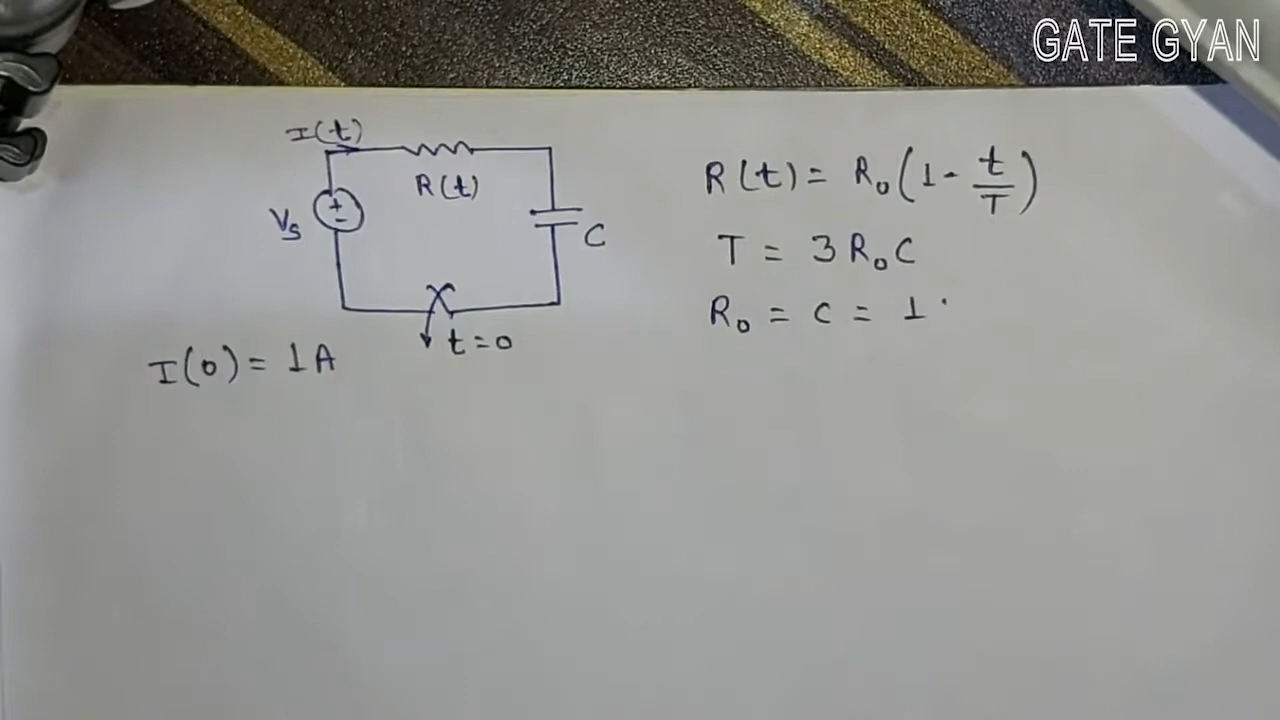 GATE GYAN
I(t)
R(t)
Vs
+
-
C
t=0
I(0) = 1A
R(t) = R₀(1 - t/T)
T = 3R₀C
R₀ = C = 1